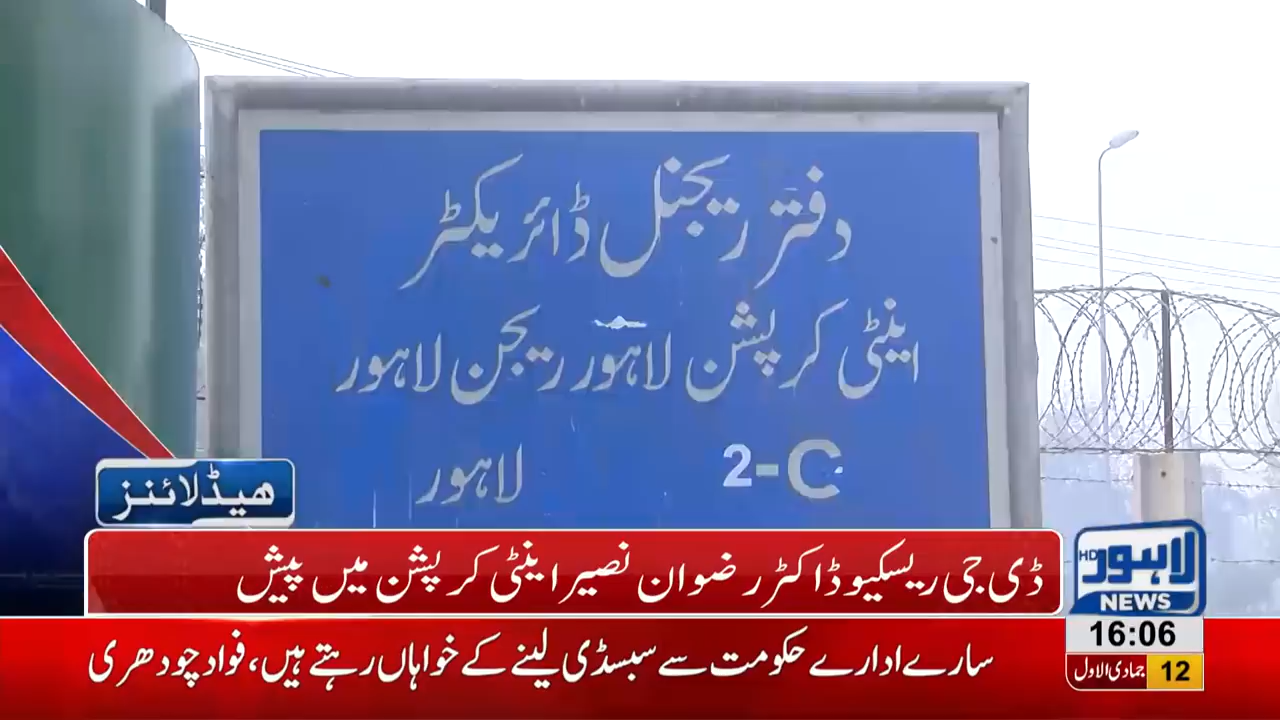 دفتر ریجنل ڈائریکٹر
اینٹی کرپشن لاہور ریجن لاہور
2-C لاہور
ھیڈلائنز
ڈی جی ریسکیو ڈاکٹر رضوان نصیر اینٹی کرپشن میں پیش
لاہور HD
NEWS
16:06
12 جمادی الاول
سارے ادارے حکومت سے سبسڈی لینے کے خواہاں رہتے ہیں، فواد چودھری